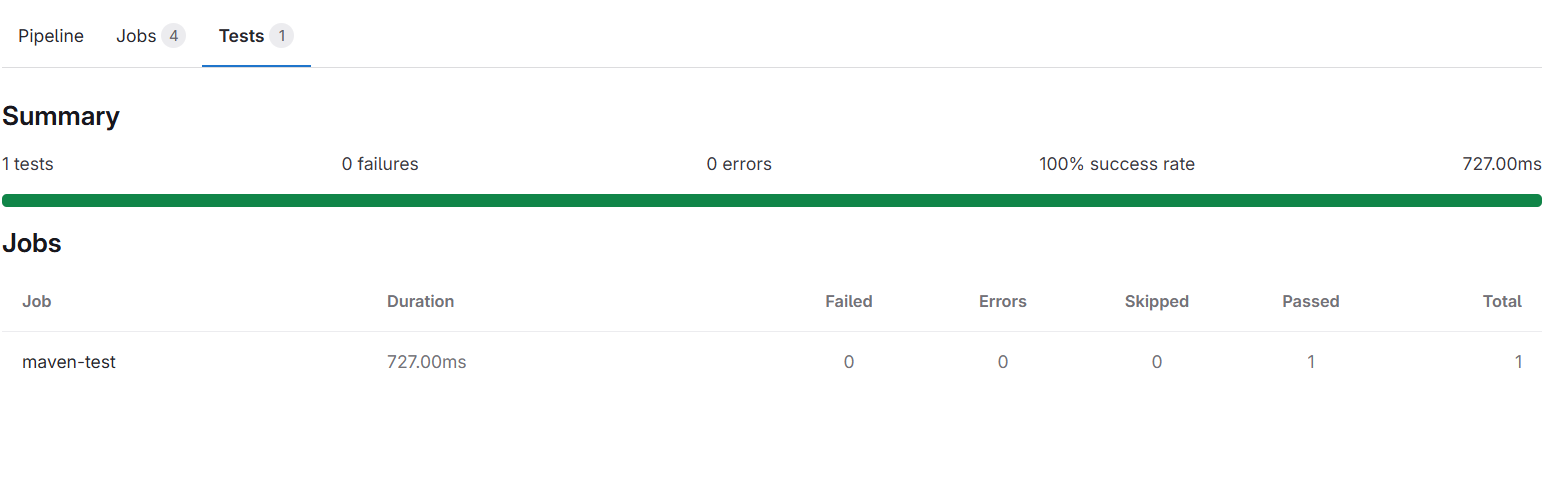 Pipeline Jobs 4 Tests 1
Summary
1 tests 0 failures 0 errors 100% success rate 727.00ms
Jobs
Job Duration Failed Errors Skipped Passed Total
maven-test 727.00ms 0 0 0 1 1